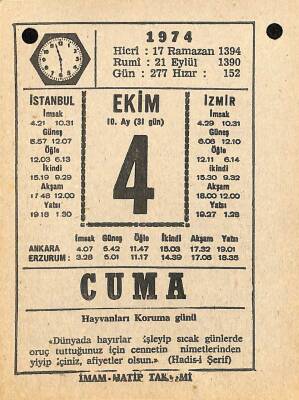 1974
Hicri : 17 Ramazan 1394
Rumî : 21 Eylül 1390
Gün : 277 Hızır : 152
İSTANBUL
İmsak
4.21 10.31
Güneş
5.57 12.07
Öğle
12.03 6.13
İkindi
15.19 9.29
Akşam
17.48 12.00
Yatsı
19.18 1.30
EKİM
10. Ay (31 gün)
4
İZMİR
İmsak
4.29 10.31
Güneş
6.08
Öğle
12.11 6.14
İkindi
15.30 9.32
Akşam
18.00 12.00
Yatsı
19.27 1.28
İmsak Güneş Öğle İkindi Akşam Yatsı
ANKARA 4.07 5.42 11.47 15.03 17.32 19.01
ERZURUM : 3.28 5.01 11.17 14.39 17.06 18.35
CUMA
Hayvanları Koruma günü
«Dünyada hayırlar işleyip sıcak günlerde
oruç tuttuğunuz için cennetin nimetlerinden
yiyip içiniz, afiyetler olsun.» (Hadis-i Şerif)
İMAM-HATİP TAKVİMİ